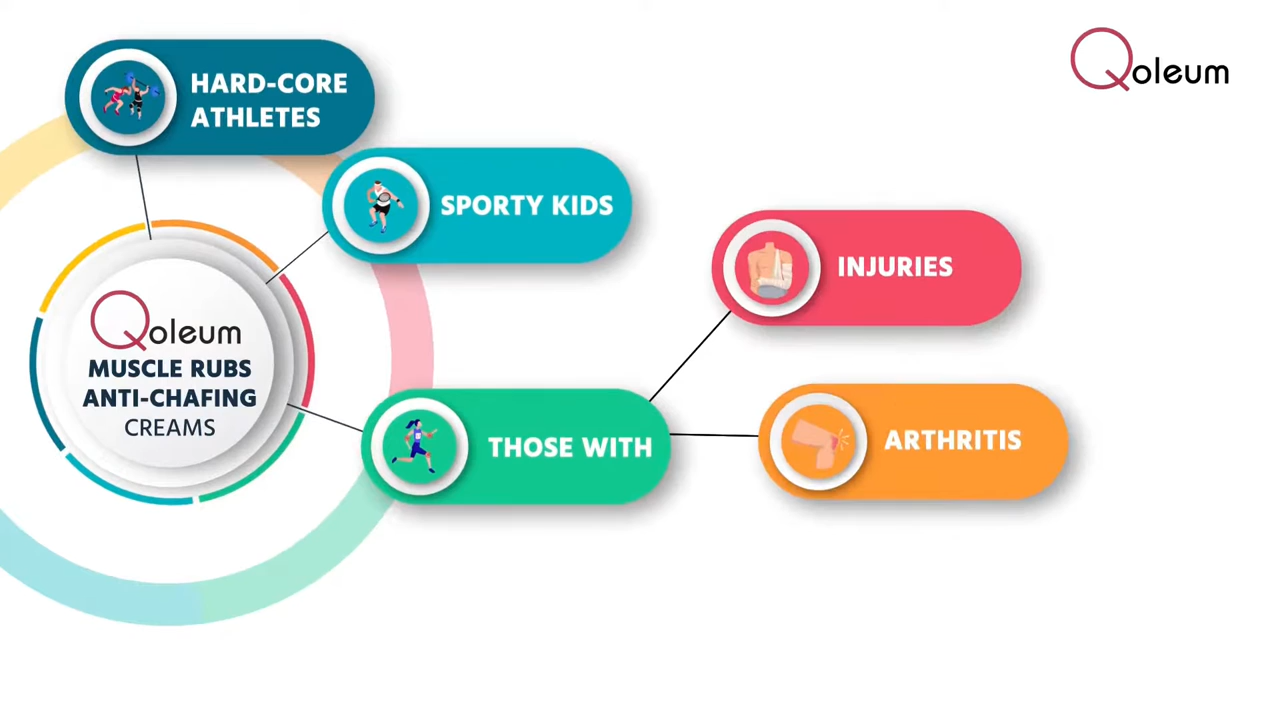 HARD-CORE
ATHLETES
Qoleum
SPORTY KIDS
INJURIES
Qoleum
MUSCLE RUBS
ANTI-CHAFING
CREAMS
THOSE WITH
ARTHRITIS